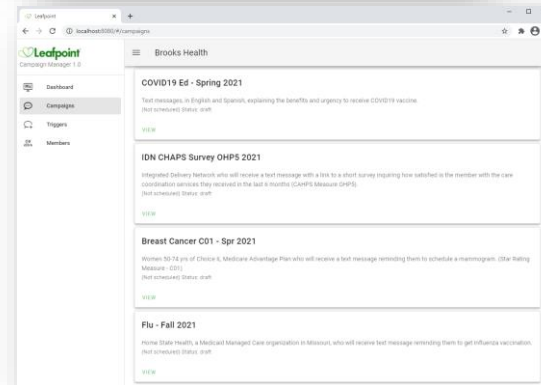 Leafpoint
localhost:8080/#/campaigns
Leafpoint
Campaign Manager 1.0
Brooks Health
Dashboard
Campaigns
Triggers
Members
COVID19 Ed - Spring 2021
Text messages, in English and Spanish, explaining the benefits and urgency to receive COVID19 vaccine
(Not scheduled) Status: draft
VIEW
IDN CHAPS Survey OHP5 2021
Integrated Delivery Network who will receive a text message with a link to a short survey inquiring how satisfied is the member with the care
coordination services they received in the last 6 months (CAHPS Measure OHP5).
(Not scheduled) Status: draft
VIEW
Breast Cancer C01 - Spr 2021
Women 50-74 yrs of Choice 6, Medicare Advantage Plan who will receive a text message reminding them to schedule a mammogram. (Star Rating
Measure - C01)
(Not scheduled) Status: draft
VIEW
Flu - Fall 2021
Home State Health, a Medicaid Managed Care organization in Missouri, who will receive text message reminding them to get influenza vaccination.
(Not scheduled) Status: draft
VIEW